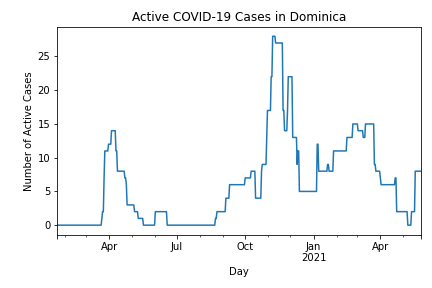 Active COVID-19 Cases in Dominica
Number of Active Cases
25
20
15
10
5
0
Apr
Jul
Oct
Jan
2021
Apr
Day